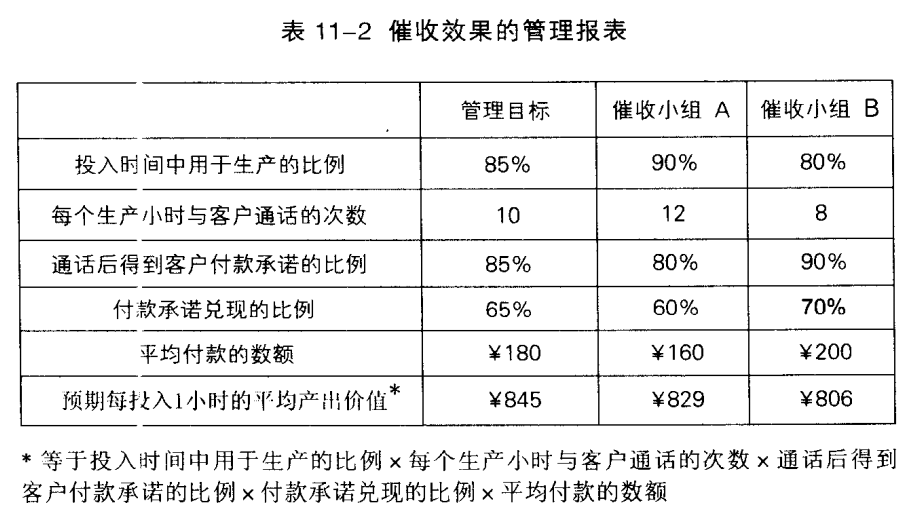 表 11–2 催收效果的管理报表
管理目标 催收小组 A 催收小组 B
投入时间中用于生产的比例 85% 90% 80%
每个生产小时与客户通话的次数 10 12 8
通话后得到客户付款承诺的比例 85% 80% 90%
付款承诺兑现的比例 65% 60% 70%
平均付款的数额 ¥180 ¥160 ¥200
预期每投入1小时的平均产出价值* ¥845 ¥829 ¥806
* 等于投入时间中用于生产的比例×每个生产小时与客户通话的次数×通话后得到
客户付款承诺的比例×付款承诺兑现的比例×平均付款的数额